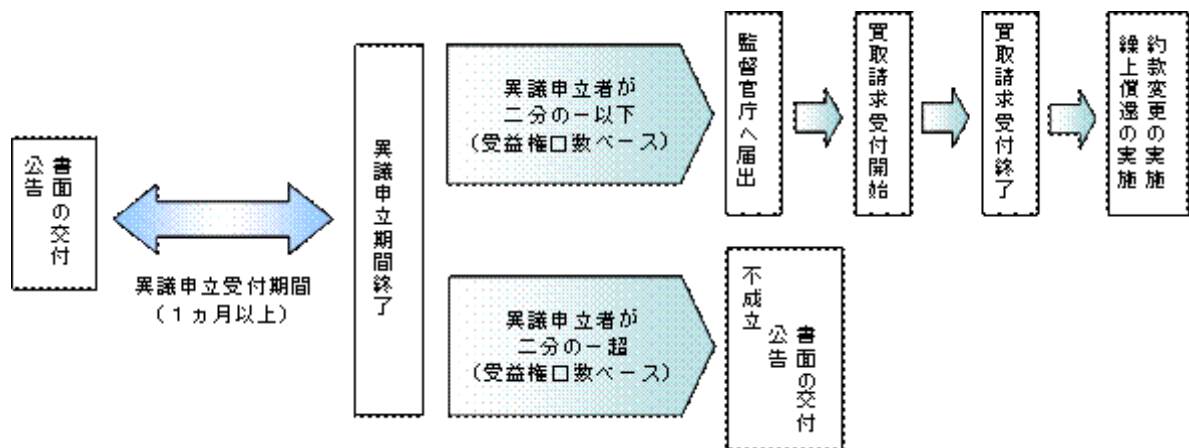 公告
書面の交付
異議申立受付期間
（１ヵ月以上）
異議申立期間終了
異議申立者が
二分の一以下
（受益権口数ベース）
監督官庁へ届出
買取請求受付開始
買取請求受付終了
約款変更の実施
繰上償還の実施
異議申立者が
二分の一超
（受益権口数ベース）
不成立
公告
書面の交付